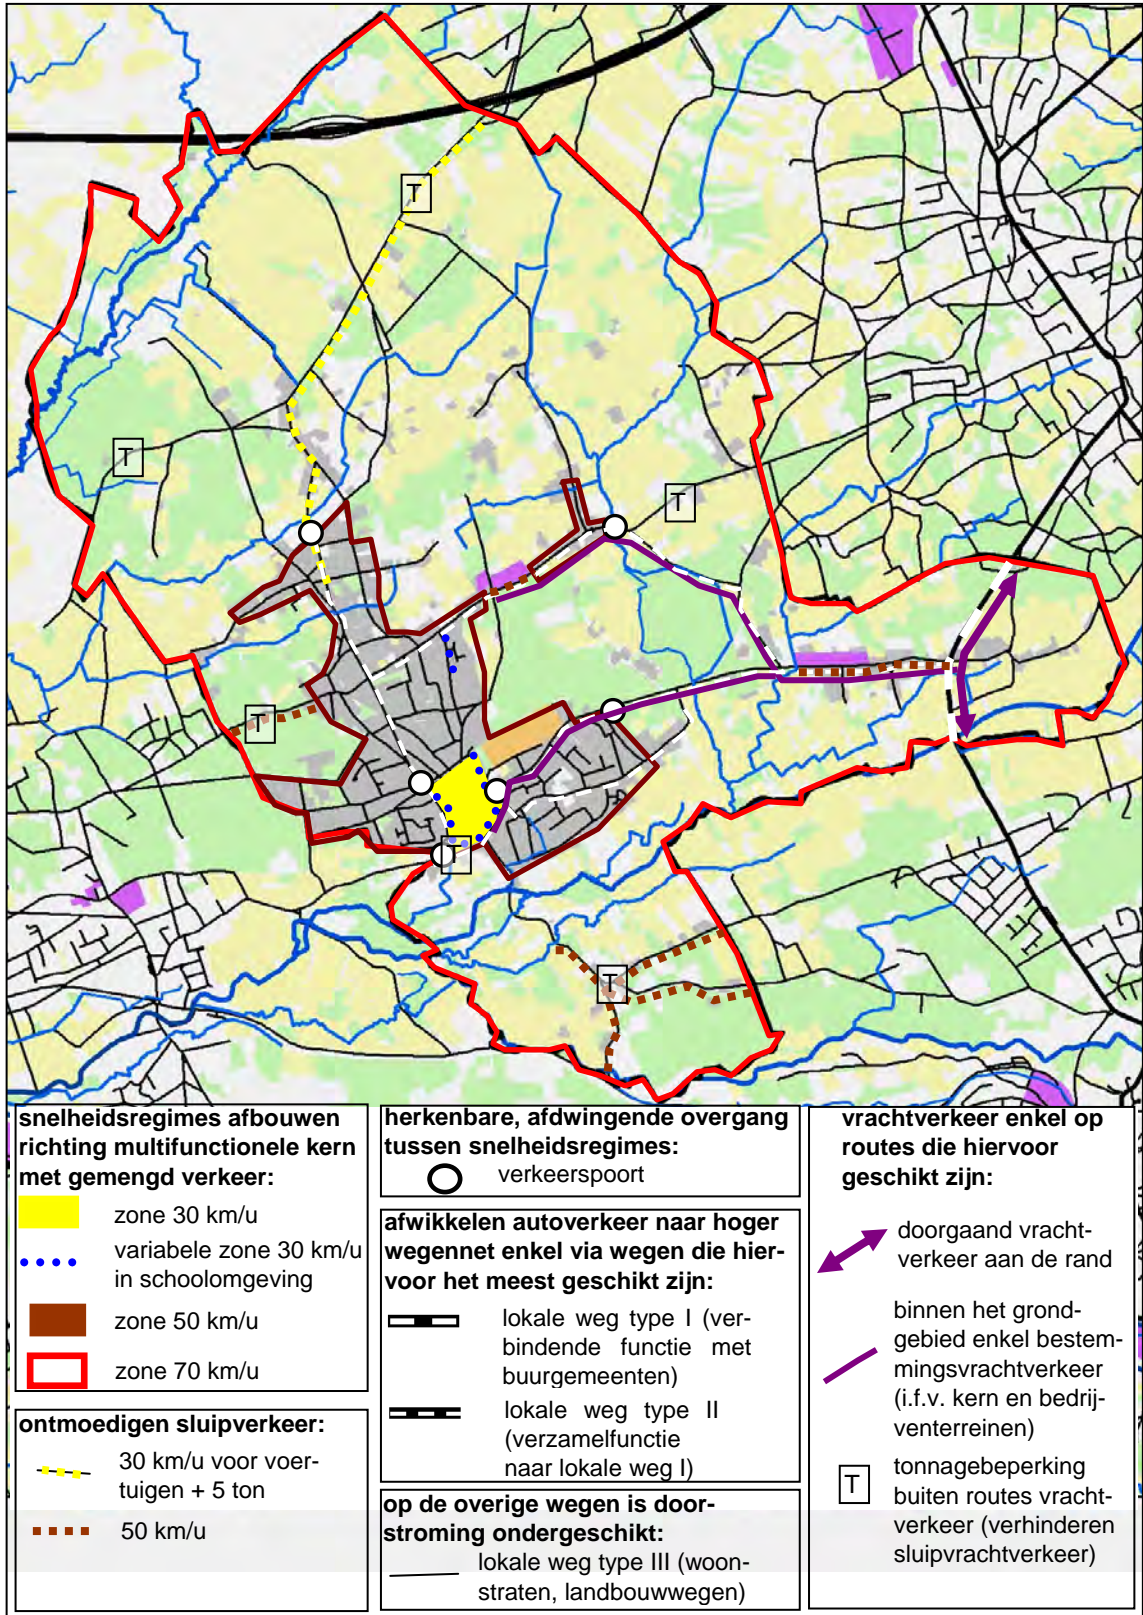 T
T
T
T
T
T
snelheidsregimes afbouwen
richting multifunctionele kern
met gemengd verkeer:
zone 30 km/u
variabele zone 30 km/u
in schoolomgeving
zone 50 km/u
zone 70 km/u
ontmoedigen sluipverkeer:
30 km/u voor voer-
tuigen + 5 ton
50 km/u
herkenbare, afdwingende overgang
tussen snelheidsregimes:
verkeerspoort
afwikkelen autoverkeer naar hoger
wegennet enkel via wegen die hier-
voor het meest geschikt zijn:
lokale weg type I (ver-
bindende functie met
buurgemeenten)
lokale weg type II
(verzamelfunctie
naar lokale weg I)
op de overige wegen is door-
stroming ondergeschikt:
lokale weg type III (woon-
straten, landbouwwegen)
vrachtverkeer enkel op
routes die hiervoor
geschikt zijn:
doorgaand vracht-
verkeer aan de rand
binnen het grond-
gebied enkel bestem-
mingsvrachtverkeer
(i.f.v. kern en bedrij-
venterreinen)
T
tonnagebeperking
buiten routes vracht-
verkeer (verhinderen
sluipvrachtverkeer)